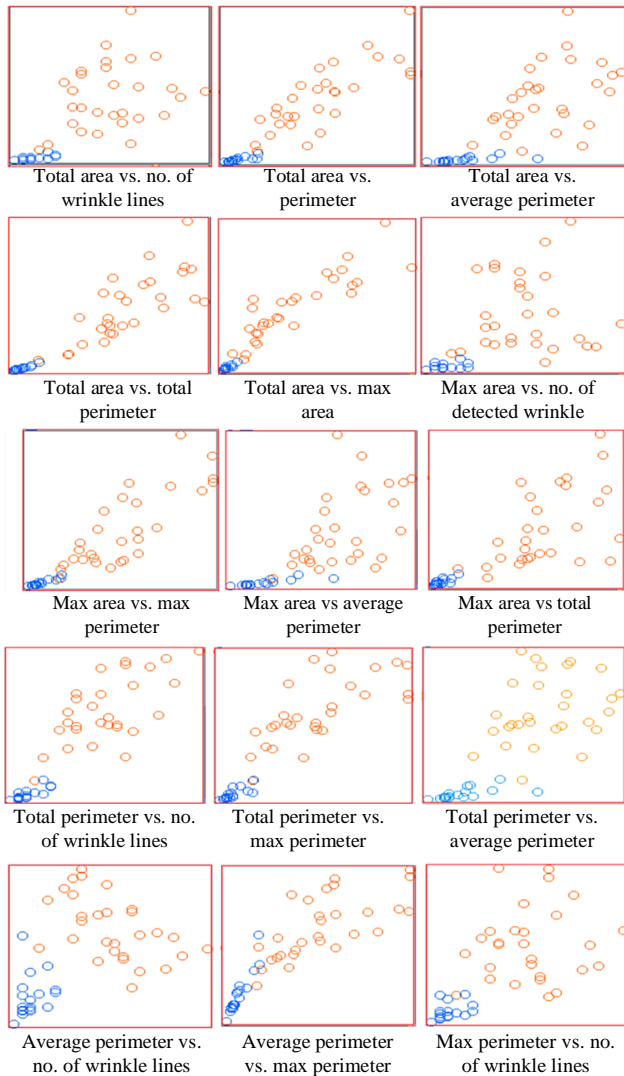 Total area vs. no. of
wrinkle lines
Total area vs.
perimeter
Total area vs.
average perimeter
Total area vs. total
perimeter
Total area vs. max
area
Max area vs. no. of
detected wrinkle
Max area vs. max
perimeter
Max area vs average
perimeter
Max area vs total
perimeter
Total perimeter vs. no.
of wrinkle lines
Total perimeter vs.
max perimeter
Total perimeter vs.
average perimeter
Average perimeter vs.
no. of wrinkle lines
Average perimeter
vs. max perimeter
Max perimeter vs. no.
of wrinkle lines